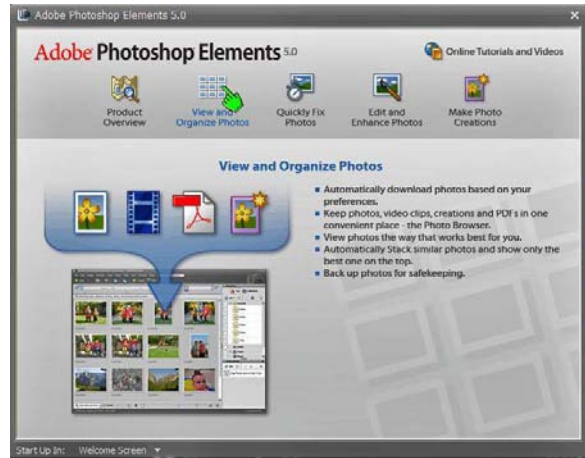 Adobe Photoshop Elements 5.0
Adobe Photoshop Elements 5.0
Online Tutorials and Videos
Product
Overview
View and
Organize Photos
Quickly Fix
Photos
Edit and
Enhance Photos
Make Photo
Creations
View and Organize Photos
Automatically download photos based on your
preferences.
Keep photos, video clips, creations and PDF's in one
convenient place - the Photo Browser.
View photos the way that works best for you.
Automatically Stack similar photos and show only the
best one on the top.
Back up photos for safekeeping.
Start Up In: Welcome Screen